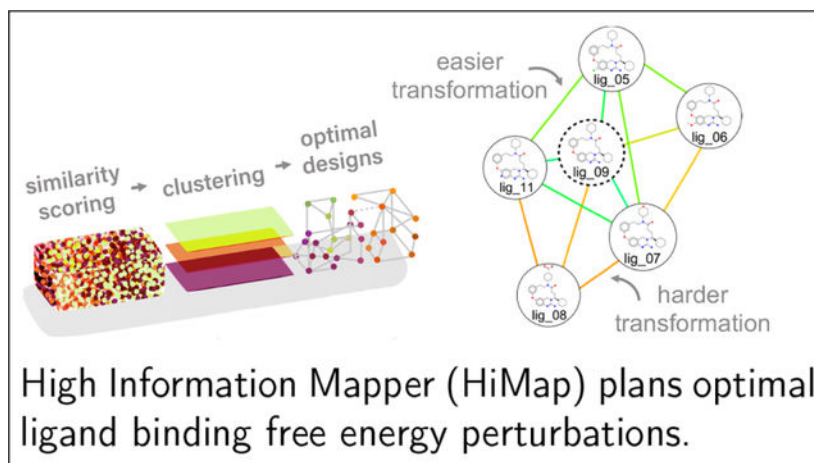 similarity
scoring
clustering
optimal
designs
easier
transformation
lig_05
lig_06
lig_09
lig_11
lig_07
lig_08
harder
transformation
High Information Mapper (HiMap) plans optimal
ligand binding free energy perturbations.